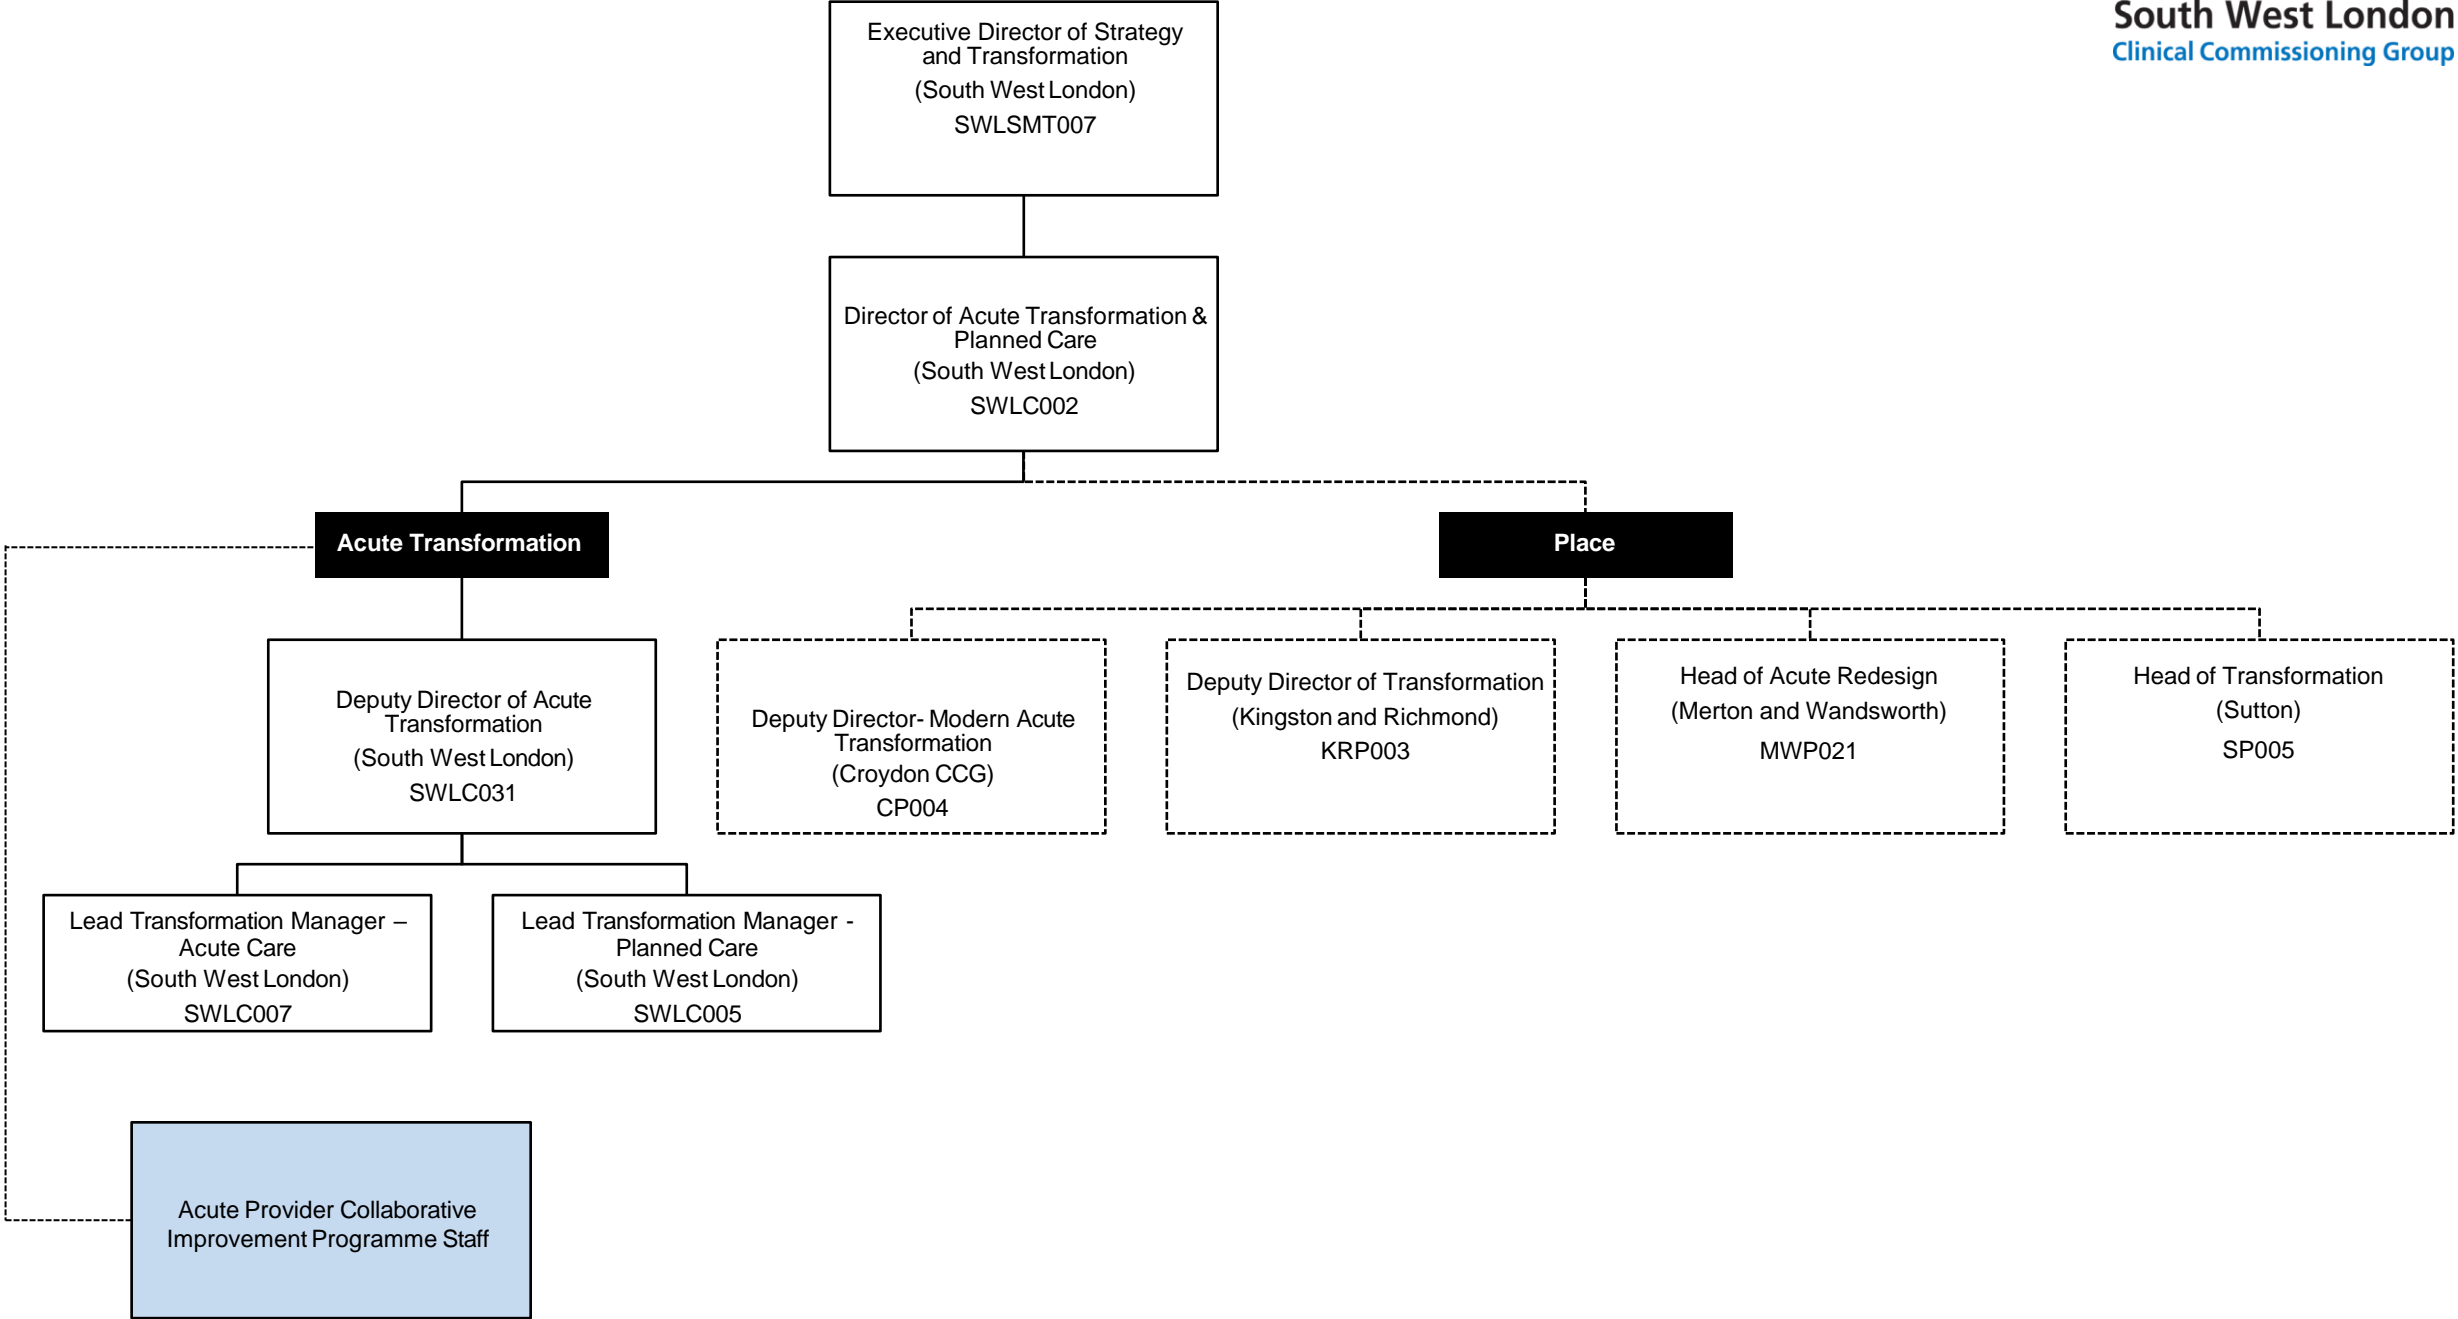 South West London
Clinical Commissioning Group
Executive Director of Strategy
and Transformation
(South West London)
SWLSMT007
Director of Acute Transformation &
Planned Care
(South West London)
SWLC002
Acute Transformation
Place
Deputy Director of Acute
Transformation
(South West London)
SWLC031
Deputy Director- Modern Acute
Transformation
(Croydon CCG)
CP004
Deputy Director of Transformation
(Kingston and Richmond)
KRP003
Head of Acute Redesign
(Merton and Wandsworth)
MWP021
Head of Transformation
(Sutton)
SP005
Lead Transformation Manager –
Acute Care
(South West London)
SWLC007
Lead Transformation Manager -
Planned Care
(South West London)
SWLC005
Acute Provider Collaborative
Improvement Programme Staff